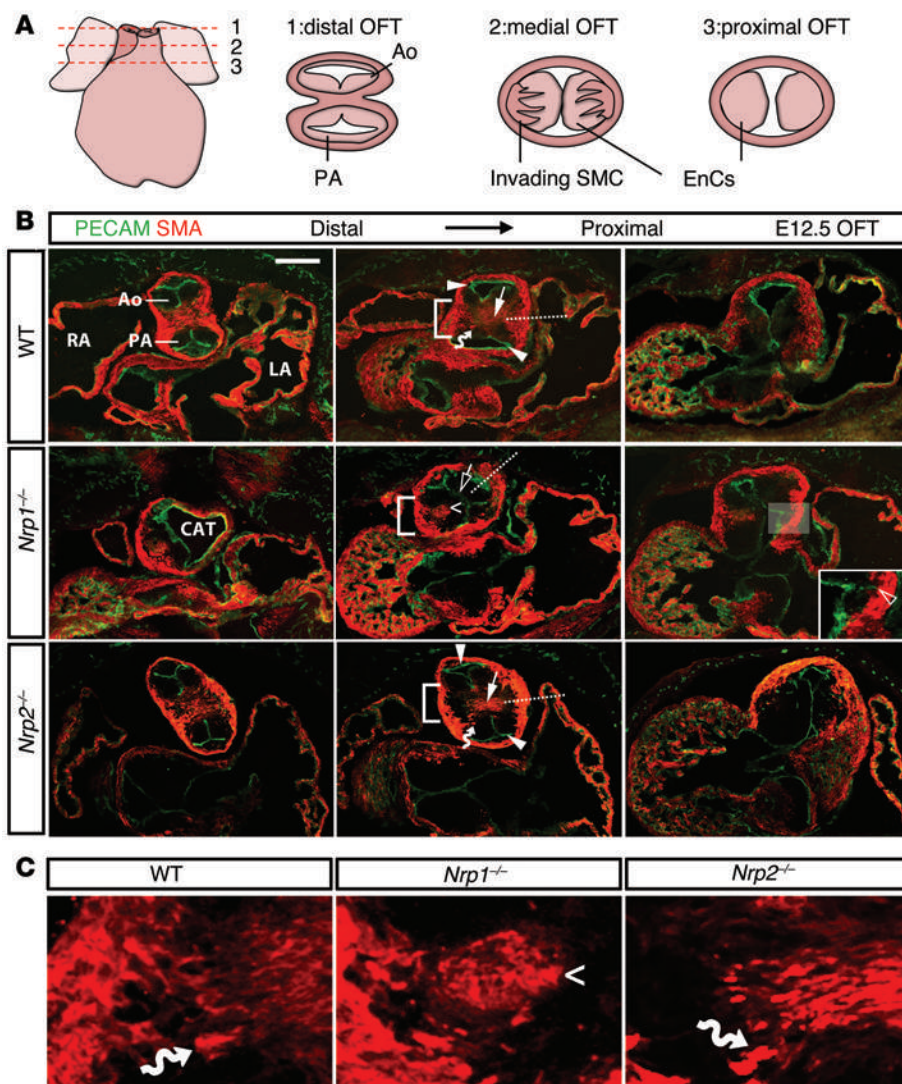 A
1
2
3
1:distal OFT
Ao
PA
2:medial OFT
3:proximal OFT
Invading SMC
EnCs
B
PECAM SMA Distal Proximal E12.5 OFT
WT
Ao
RA
PA
LA
Nrp1–/–
CAT
<
Nrp2–/–
C
WT Nrp1–/– Nrp2–/–
<